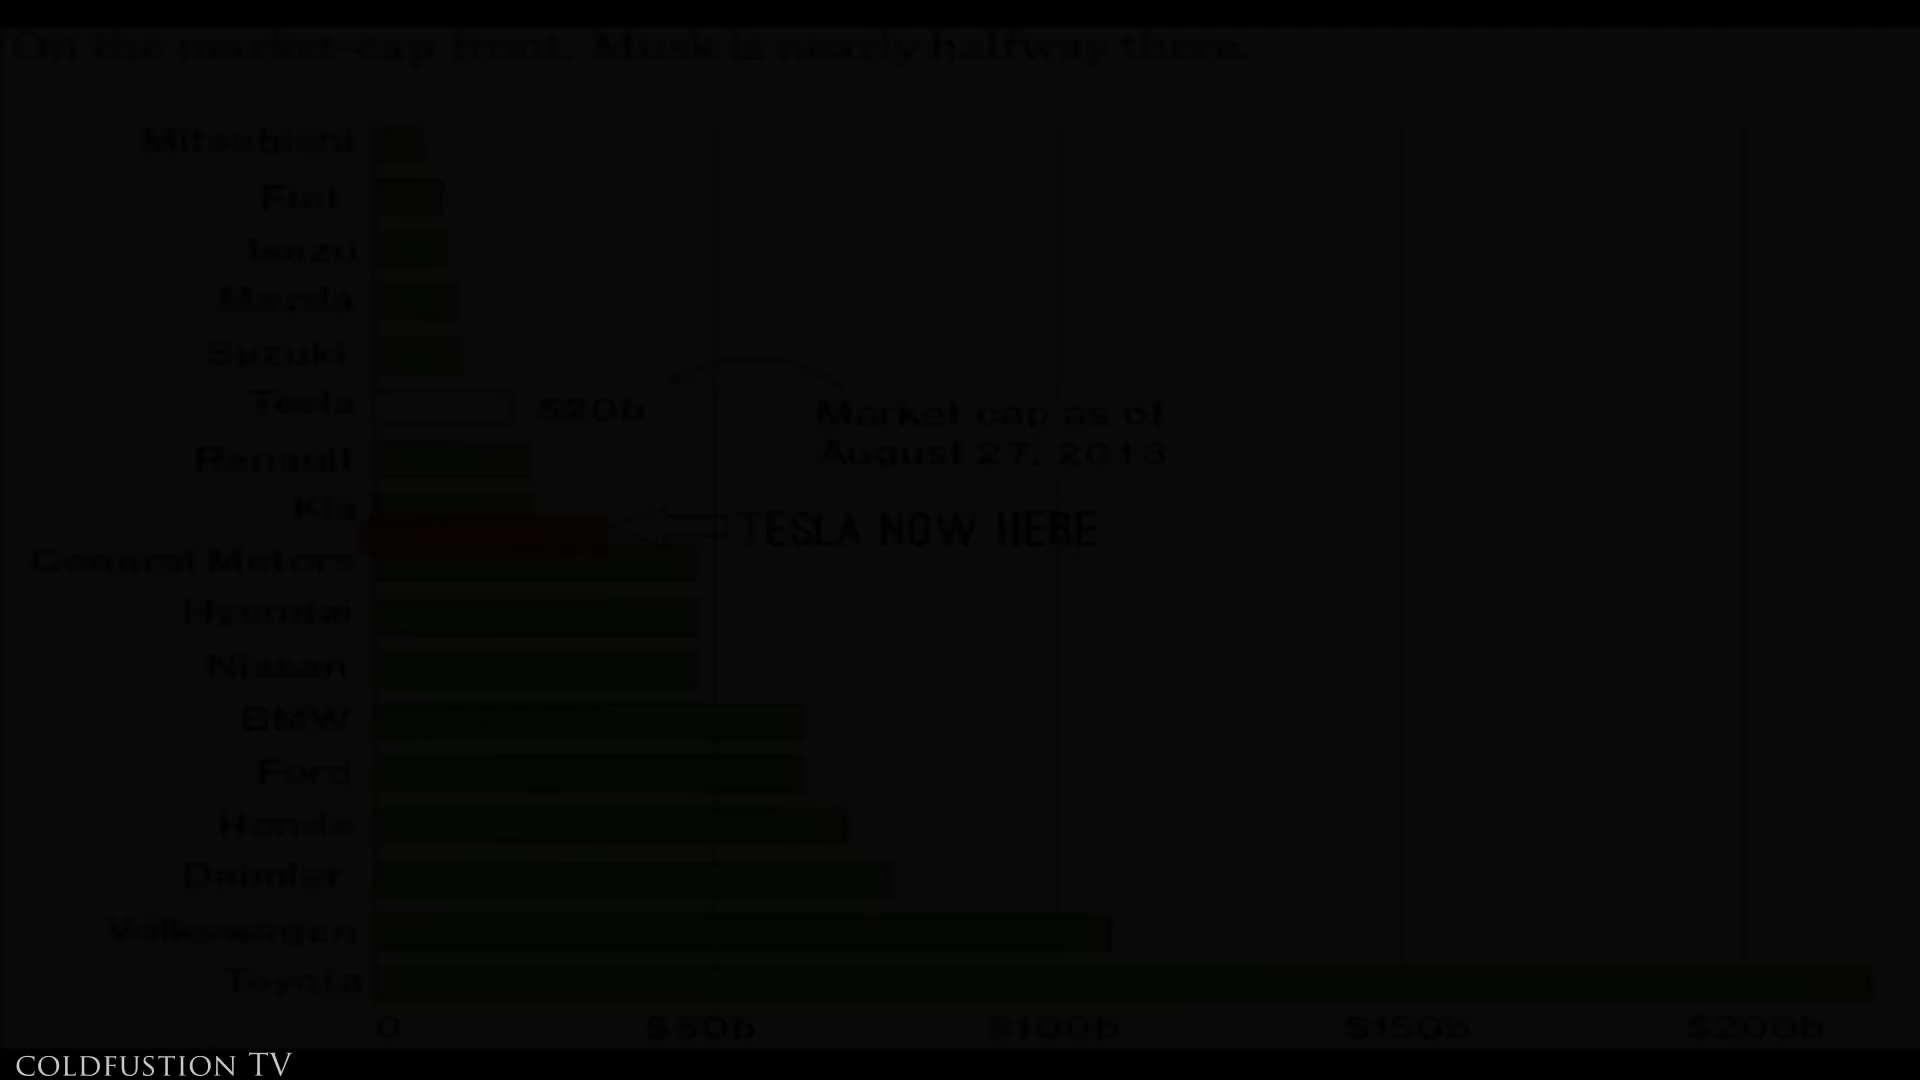 On the market-cap front, Musk is nearly halfway there.
Mitsubishi
Fiat
Isuzu
Mazda
Suzuki
Tesla $20b
Market cap as of
August 27, 2013
Renault
Kia
TESLA NOW HERE
General Motors
Hyundai
Nissan
BMW
Ford
Honda
Daimler
Volkswagen
Toyota
0 $50b $100b $150b $200b
COLDFUSTION TV